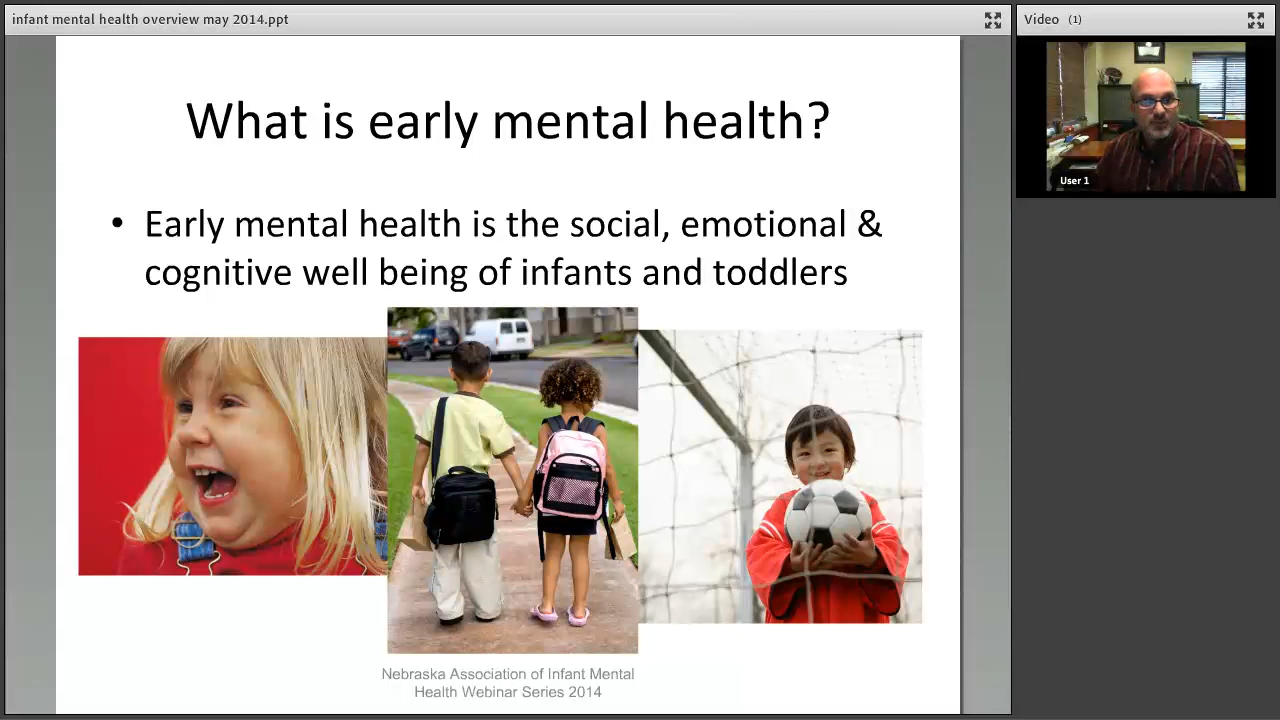 infant mental health overview may 2014.ppt
Video (1)
User 1
What is early mental health?
• Early mental health is the social, emotional &
cognitive well being of infants and toddlers
Nebraska Association of Infant Mental
Health Webinar Series 2014